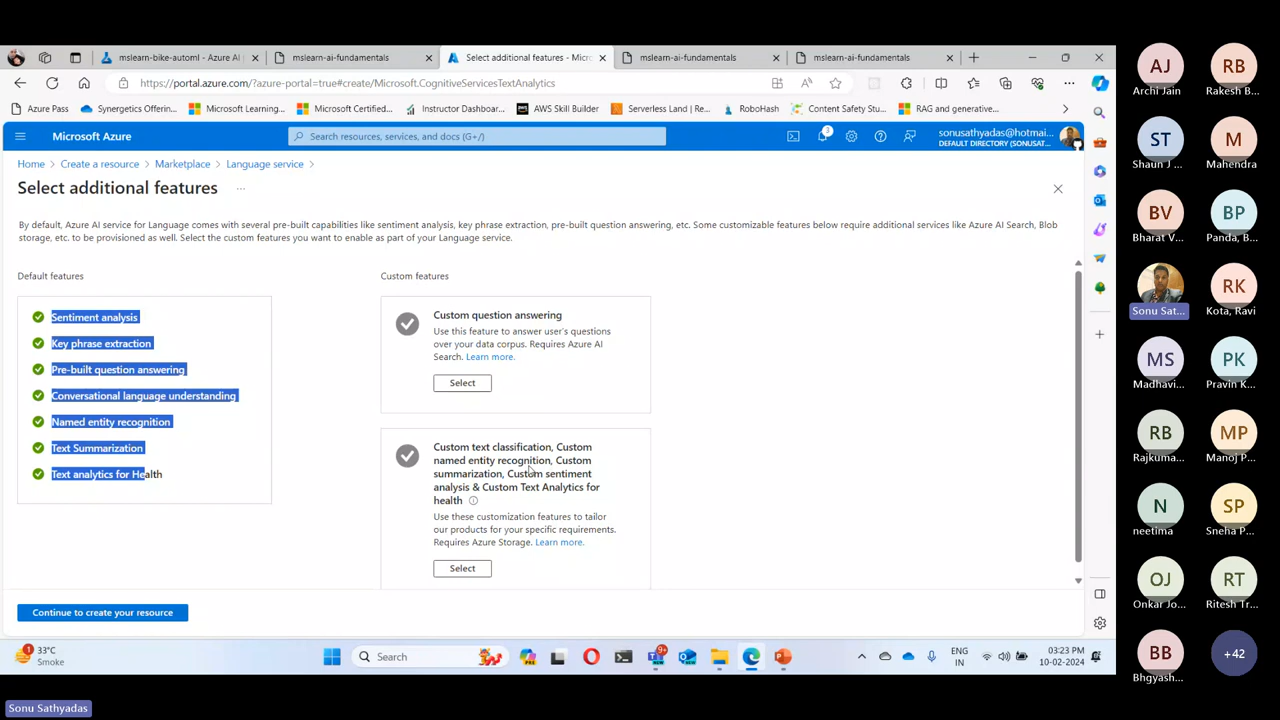 mslearn-bike-automl - Azure AI
mslearn-ai-fundamentals
Select additional features - Micro
mslearn-ai-fundamentals
mslearn-ai-fundamentals
https://portal.azure.com/?azure-portal=true#create/Microsoft.CognitiveServicesTextAnalytics
Azure Pass
Synergetics Offerin...
Microsoft Learning...
Microsoft Certified...
Instructor Dashboar...
AWS Skill Builder
Serverless Land | Re...
RoboHash
Content Safety Stu...
RAG and generative...
Microsoft Azure
Search resources, services, and docs (G+/)
3
sonusathyadas@hotmai...
DEFAULT DIRECTORY (SONUSAT...
Home > Create a resource > Marketplace > Language service >
Select additional features ...
By default, Azure AI service for Language comes with several pre-built capabilities like sentiment analysis, key phrase extraction, pre-built question answering, etc. Some customizable features below require additional services like Azure AI Search, Blob
storage, etc. to be provisioned as well. Select the custom features you want to enable as part of your Language service.
Default features
Sentiment analysis
Key phrase extraction
Pre-built question answering
Conversational language understanding
Named entity recognition
Text Summarization
Text analytics for Health
Custom features
Custom question answering
Use this feature to answer user's questions
over your data corpus. Requires Azure AI
Search. Learn more.
Select
Custom text classification, Custom
named entity recognition, Custom
summarization, Custom sentiment
analysis & Custom Text Analytics for
health
Use these customization features to tailor
our products for your specific requirements.
Requires Azure Storage. Learn more.
Select
Continue to create your resource
1
33°C
Smoke
Search
PRE
9+
ENG
IN
03:23 PM
10-02-2024
AJ
Archi Jain
RB
Rakesh B...
ST
Shaun J ...
M
Mahendra
BV
Bharat V...
BP
Panda, B...
Sonu Sat...
RK
Kota, Ravi
MS
Madhavi...
PK
Pravin K...
RB
Rajkuma...
MP
Manoj P...
N
neetima
SP
Sneha P...
OJ
Onkar Jo...
RT
Ritesh Tr...
BB
Bhgyash...
+42
Sonu Sathyadas